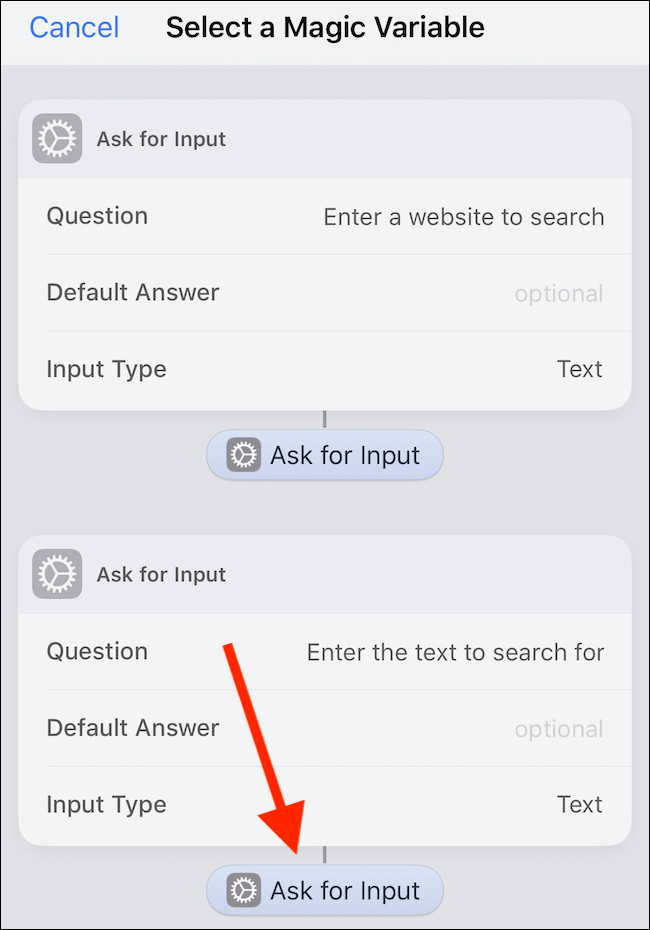 Cancel Select a Magic Variable
Ask for Input
Question Enter a website to search
Default Answer optional
Input Type Text
Ask for Input
Ask for Input
Question Enter the text to search for
Default Answer optional
Input Type Text
Ask for Input